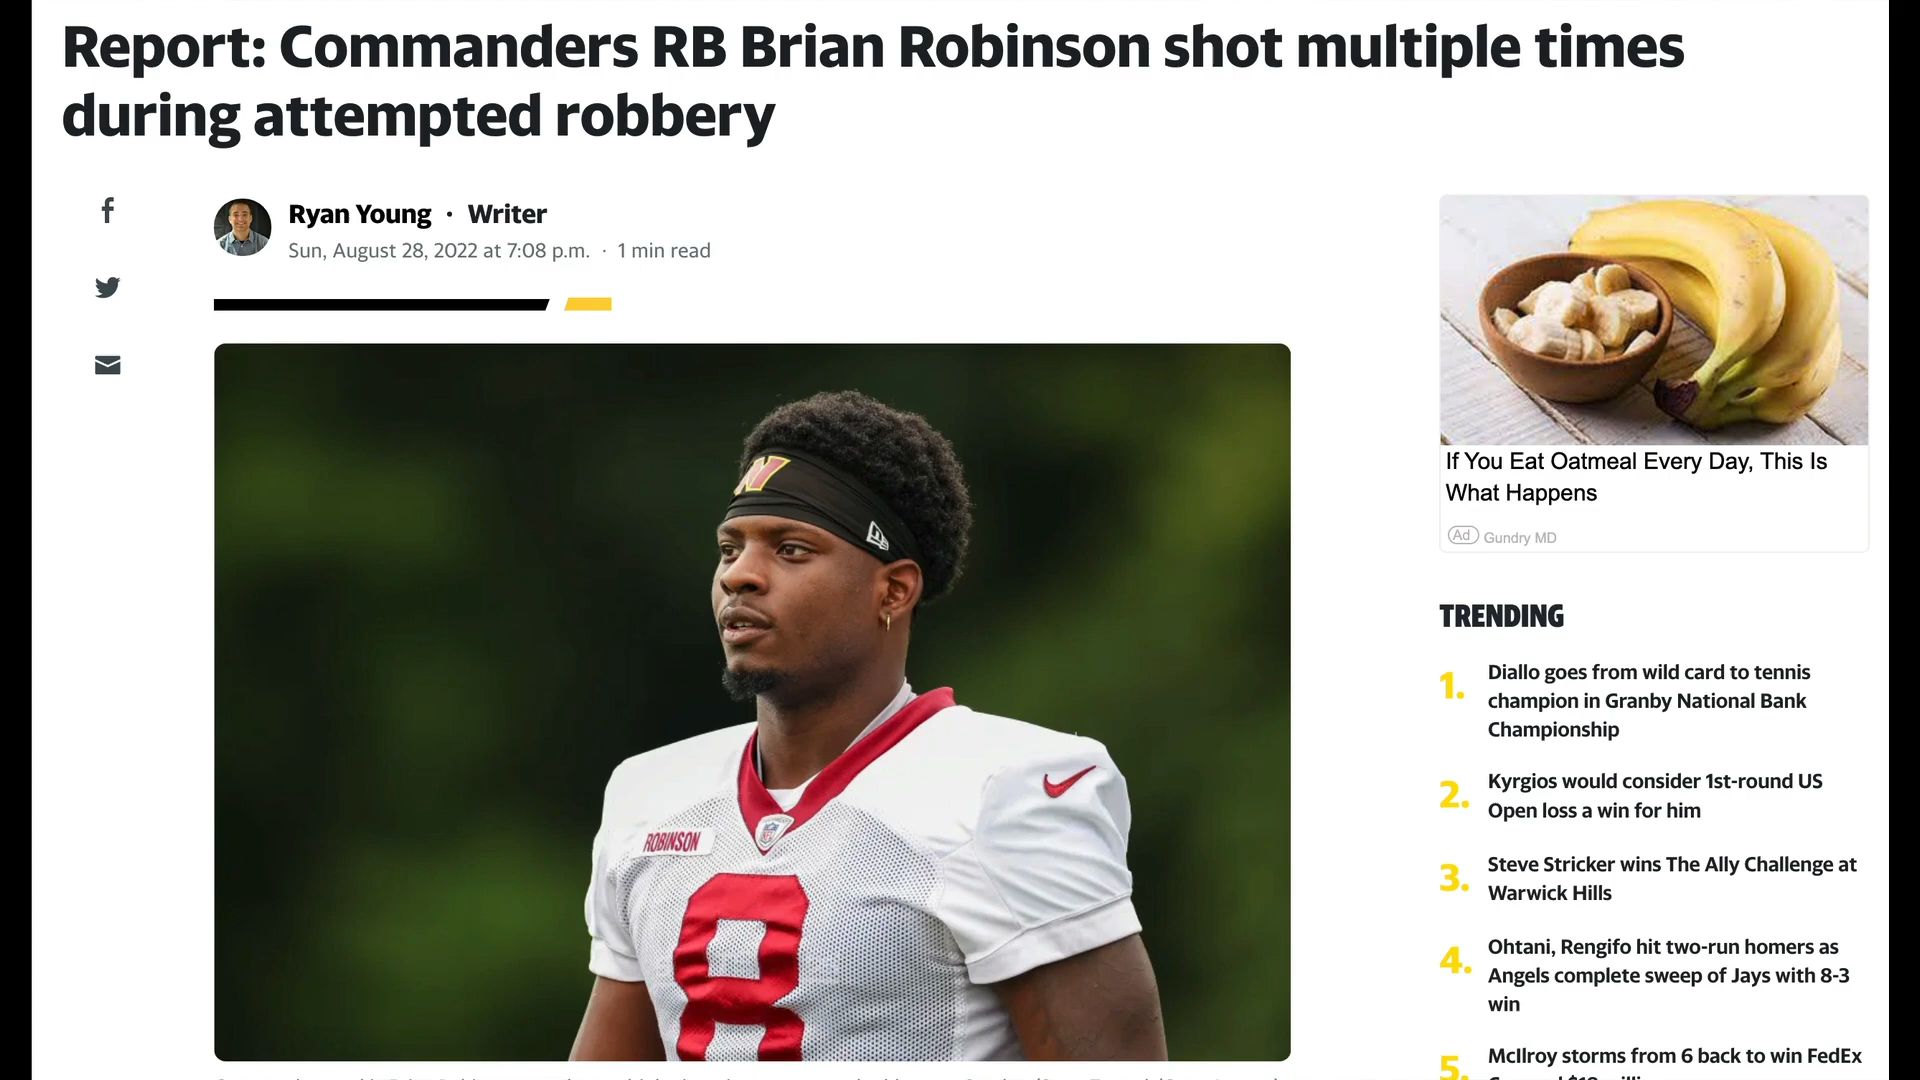 Report: Commanders RB Brian Robinson shot multiple times
during attempted robbery
Ryan Young · Writer
Sun, August 28, 2022 at 7:08 p.m. · 1 min read
ROBINSON
8
If You Eat Oatmeal Every Day, This Is
What Happens
Ad Gundry MD
TRENDING
1. Diallo goes from wild card to tennis
champion in Granby National Bank
Championship
2. Kyrgios would consider 1st-round US
Open loss a win for him
3. Steve Stricker wins The Ally Challenge at
Warwick Hills
4. Ohtani, Rengifo hit two-run homers as
Angels complete sweep of Jays with 8-3
win
5. McIlroy storms from 6 back to win FedEx